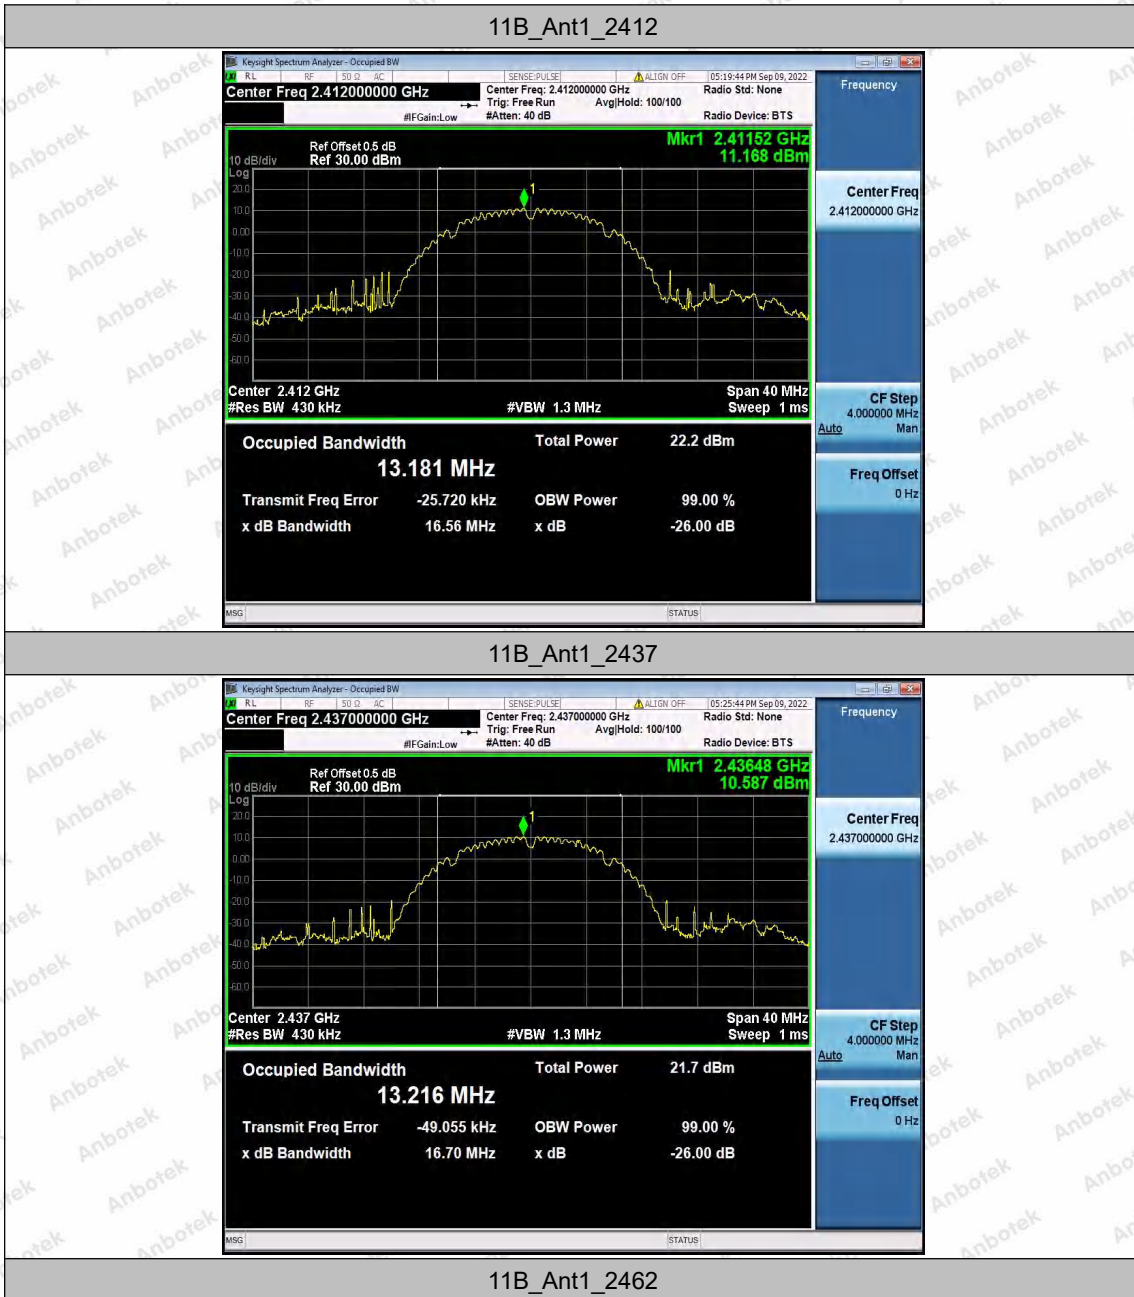 11B_Ant1_2412
Keysight Spectrum Analyzer - Occupied BW
RL RF 50 Ω AC SENSE:PULSE ALIGN OFF 05:19:44 PM Sep 09, 2022
Center Freq 2.412000000 GHz
Center Freq: 2.412000000 GHz Radio Std: None
Trig: Free Run Avg|Hold: 100/100
#IFGain:Low #Atten: 40 dB Radio Device: BTS
Frequency
Mkr1 2.41152 GHz
11.168 dBm
Ref Offset 0.5 dB
10 dB/div Ref 30.00 dBm
Log
20.0
10.0
0.00
-10.0
-20.0
-30.0
-40.0
-50.0
-60.0
1
Center 2.412 GHz Span 40 MHz
#Res BW 430 kHz #VBW 1.3 MHz Sweep 1 ms
Center Freq
2.412000000 GHz
CF Step
4.000000 MHz
Auto Man
Freq Offset
0 Hz
Occupied Bandwidth Total Power 22.2 dBm
13.181 MHz
Transmit Freq Error -25.720 kHz OBW Power 99.00 %
x dB Bandwidth 16.56 MHz x dB -26.00 dB
MSG STATUS
11B_Ant1_2437
Keysight Spectrum Analyzer - Occupied BW
RL RF 50 Ω AC SENSE:PULSE ALIGN OFF 05:25:44 PM Sep 09, 2022
Center Freq 2.437000000 GHz
Center Freq: 2.437000000 GHz Radio Std: None
Trig: Free Run Avg|Hold: 100/100
#IFGain:Low #Atten: 40 dB Radio Device: BTS
Frequency
Mkr1 2.43648 GHz
10.587 dBm
Ref Offset 0.5 dB
10 dB/div Ref 30.00 dBm
Log
20.0
10.0
0.00
-10.0
-20.0
-30.0
-40.0
-50.0
-60.0
1
Center 2.437 GHz Span 40 MHz
#Res BW 430 kHz #VBW 1.3 MHz Sweep 1 ms
Center Freq
2.437000000 GHz
CF Step
4.000000 MHz
Auto Man
Freq Offset
0 Hz
Occupied Bandwidth Total Power 21.7 dBm
13.216 MHz
Transmit Freq Error -49.055 kHz OBW Power 99.00 %
x dB Bandwidth 16.70 MHz x dB -26.00 dB
MSG STATUS
11B_Ant1_2462